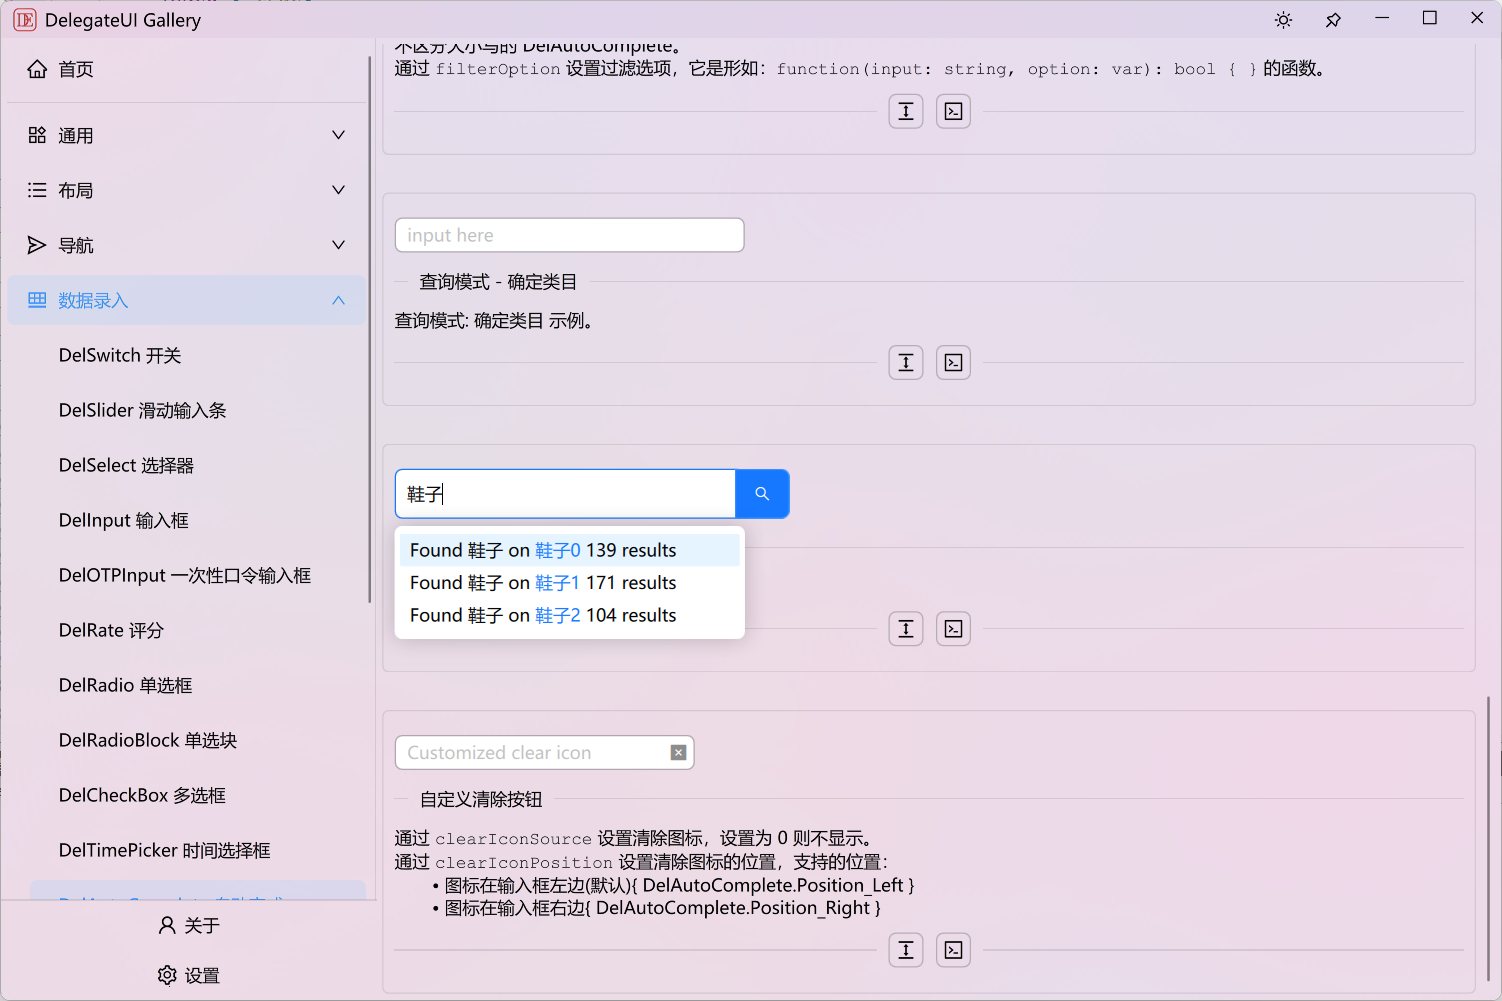 DelegateUI Gallery
首页
通用
布局
导航
数据录入
DelSwitch 开关
DelSlider 滑动输入条
DelSelect 选择器
DelInput 输入框
DelOTPInput 一次性口令输入框
DelRate 评分
DelRadio 单选框
DelRadioBlock 单选块
DelCheckBox 多选框
DelTimePicker 时间选择框
关于
设置
不区分大小写的 DelAutoComplete。
通过 filterOption 设置过滤选项，它是形如：function(input: string, option: var): bool { } 的函数。
input here
查询模式 - 确定类目
查询模式: 确定类目 示例。
鞋子
Found 鞋子 on 鞋子0 139 results
Found 鞋子 on 鞋子1 171 results
Found 鞋子 on 鞋子2 104 results
Customized clear icon
自定义清除按钮
通过 clearIconSource 设置清除图标，设置为 0 则不显示。
通过 clearIconPosition 设置清除图标的位置，支持的位置：
• 图标在输入框左边(默认){ DelAutoComplete.Position_Left }
• 图标在输入框右边{ DelAutoComplete.Position_Right }